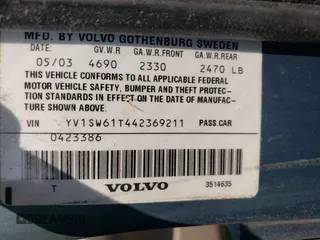 MFD. BY VOLVO GOTHENBURG SWEDEN
DATE GV.W.R GA.W.R.FRONT GA.W.R.REAR
05/03 4690 2330 2470 LB
THIS VEHICLE CONFORMS TO ALL APPLICABLE FEDERAL
MOTOR VEHICLE SAFETY, BUMPER AND THEFT PROTEC-
TION STANDARDS IN EFFECT ON THE DATE OF MANUFAC-
TURE SHOWN ABOVE.
VIN YV1SW61T442369211 PASS CAR
0423386
T VOLVO 3514635
DREAMBID